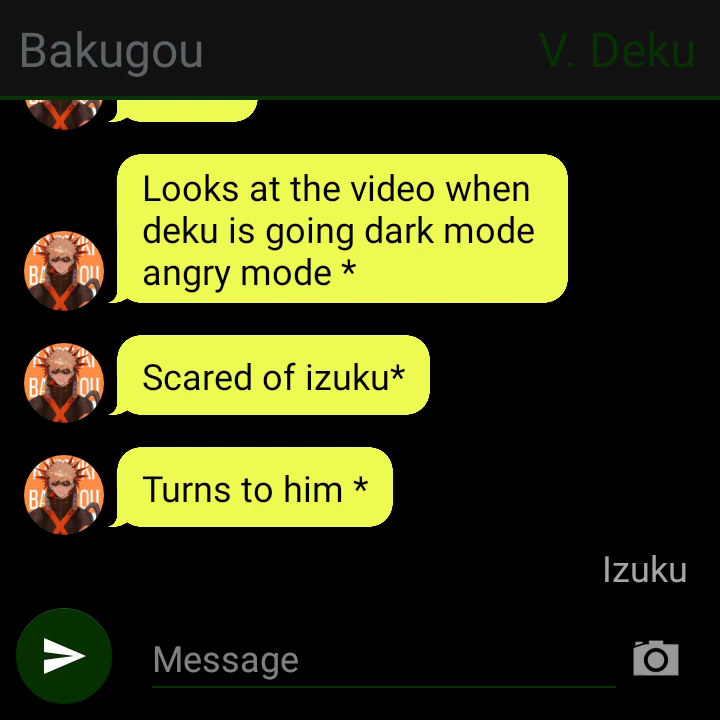 Bakugou V. Deku
Looks at the video when
deku is going dark mode
angry mode *
Scared of izuku*
Turns to him *
Izuku
Message